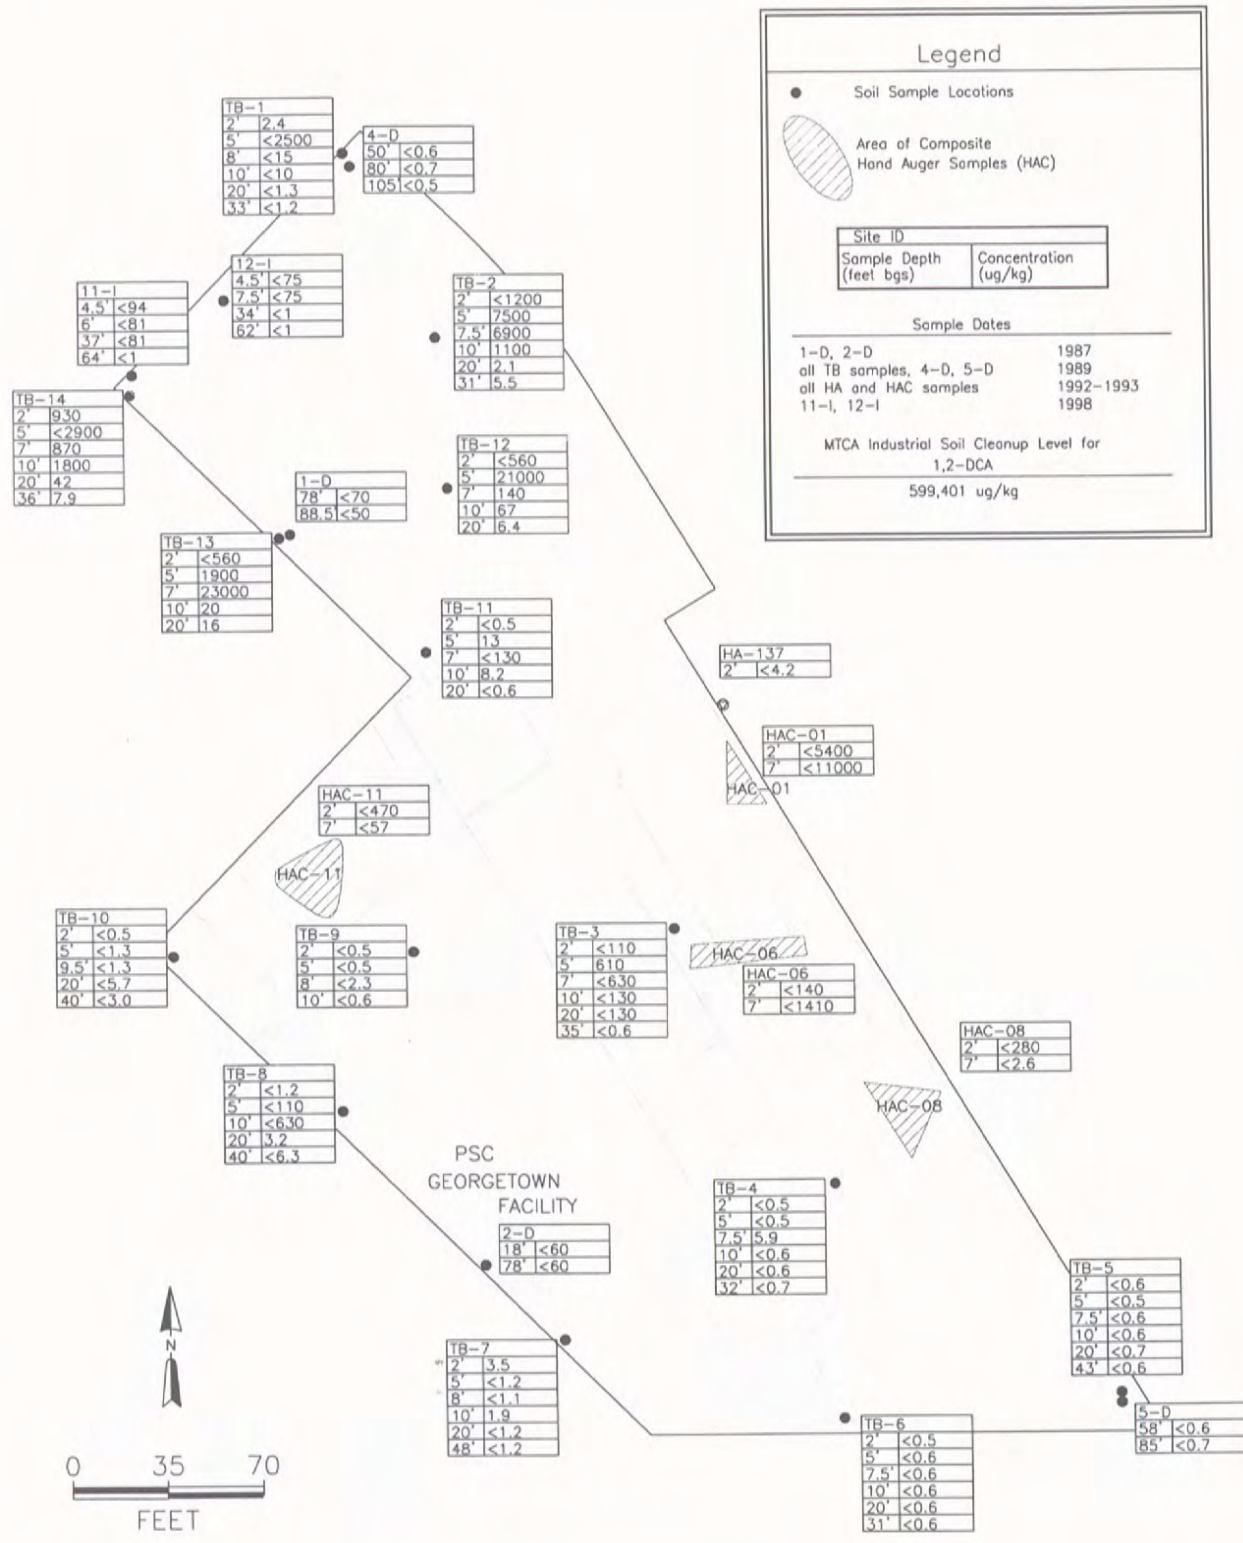 Legend
Soil Sample Locations
Area of Composite
Hand Auger Samples (HAC)
Site ID
Sample Depth
(feet bgs)
Concentration
(ug/kg)
Sample Dates
1-D, 2-D 1987
all TB samples, 4-D, 5-D 1989
all HA and HAC samples 1992-1993
11-I, 12-I 1998
MTCA Industrial Soil Cleanup Level for
1,2-DCA
599,401 ug/kg
TB-1
2' 2.4
5' <2500
8' <15
10' <10
20' <1.3
33' <1.2
4-D
50' <0.6
80' <0.7
105' <0.5
12-I
4.5' <75
7.5' <75
34' <1
62' <1
11-I
4.5' <94
6' <81
37' <81
64' <1
TB-2
2' <1200
5' 7500
7.5' 6900
10' 1100
20' 2.1
31' 5.5
TB-14
2' 930
5' <2900
7' 870
10' 1800
20' 42
36' 7.9
TB-12
2' <560
5' 21000
7' 140
10' 67
20' 6.4
1-D
78' <70
88.5' <50
TB-13
2' <560
5' 1900
7' 23000
10' 20
20' 16
TB-11
2' <0.5
5' 13
7' <130
10' 8.2
20' <0.6
HA-137
2' <4.2
HAC-01
2' <5400
7' <11000
HAC-01
HAC-11
2' <470
7' <57
HAC-11
TB-10
2' <0.5
5' <1.3
9.5' <1.3
20' <5.7
40' <3.0
TB-9
2' <0.5
5' <0.5
8' <2.3
10' <0.6
TB-3
2' <110
5' 610
7' <630
10' <130
20' <130
35' <0.6
HAC-06
HAC-06
2' <140
7' <1410
HAC-08
2' <280
7' <2.6
HAC-08
TB-8
2' <1.2
5' <110
10' <630
20' 3.2
40' <6.3
PSC
GEORGETOWN
FACILITY
2-D
18' <60
78' <60
TB-4
2' <0.5
5' <0.5
7.5' 5.9
10' <0.6
20' <0.6
32' <0.7
TB-5
2' <0.6
5' <0.5
7.5' <0.6
10' <0.6
20' <0.7
43' <0.6
TB-7
2' 3.5
5' <1.2
8' <1.1
10' 1.9
20' <1.2
48' <1.2
5-D
58' <0.6
85' <0.7
TB-6
2' <0.5
5' <0.6
7.5' <0.6
10' <0.6
20' <0.6
31' <0.6
N
0 35 70
FEET